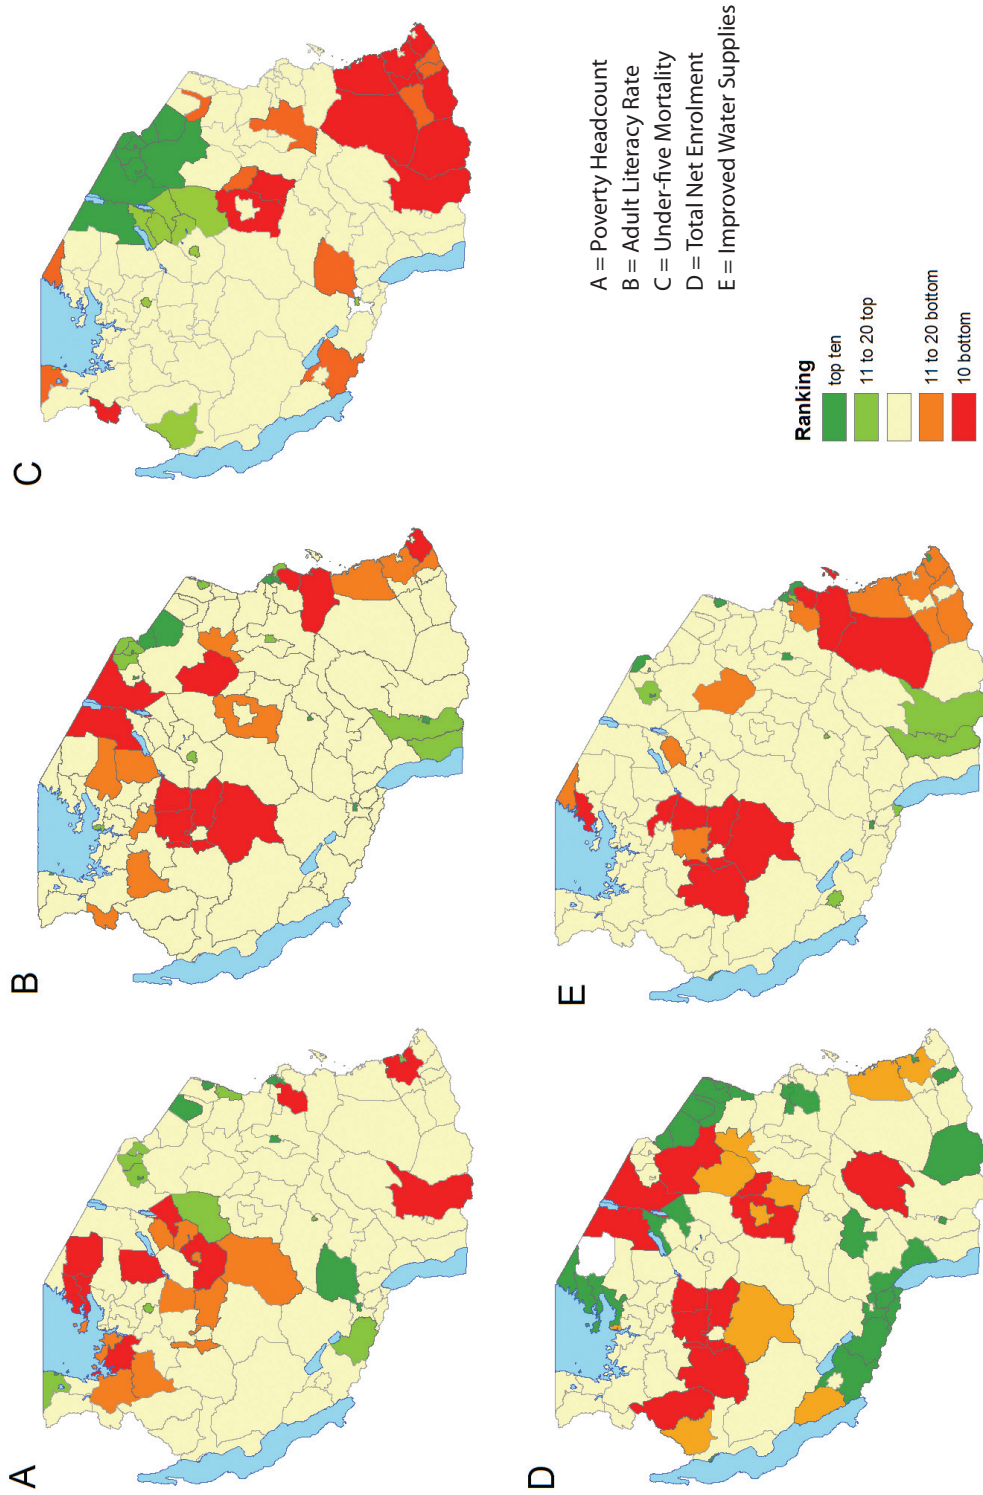 A
B
C
D
E
A = Poverty Headcount
B = Adult Literacy Rate
C = Under-five Mortality
D = Total Net Enrolment
E = Improved Water Supplies
Ranking
top ten
11 to 20 top
11 to 20 bottom
10 bottom